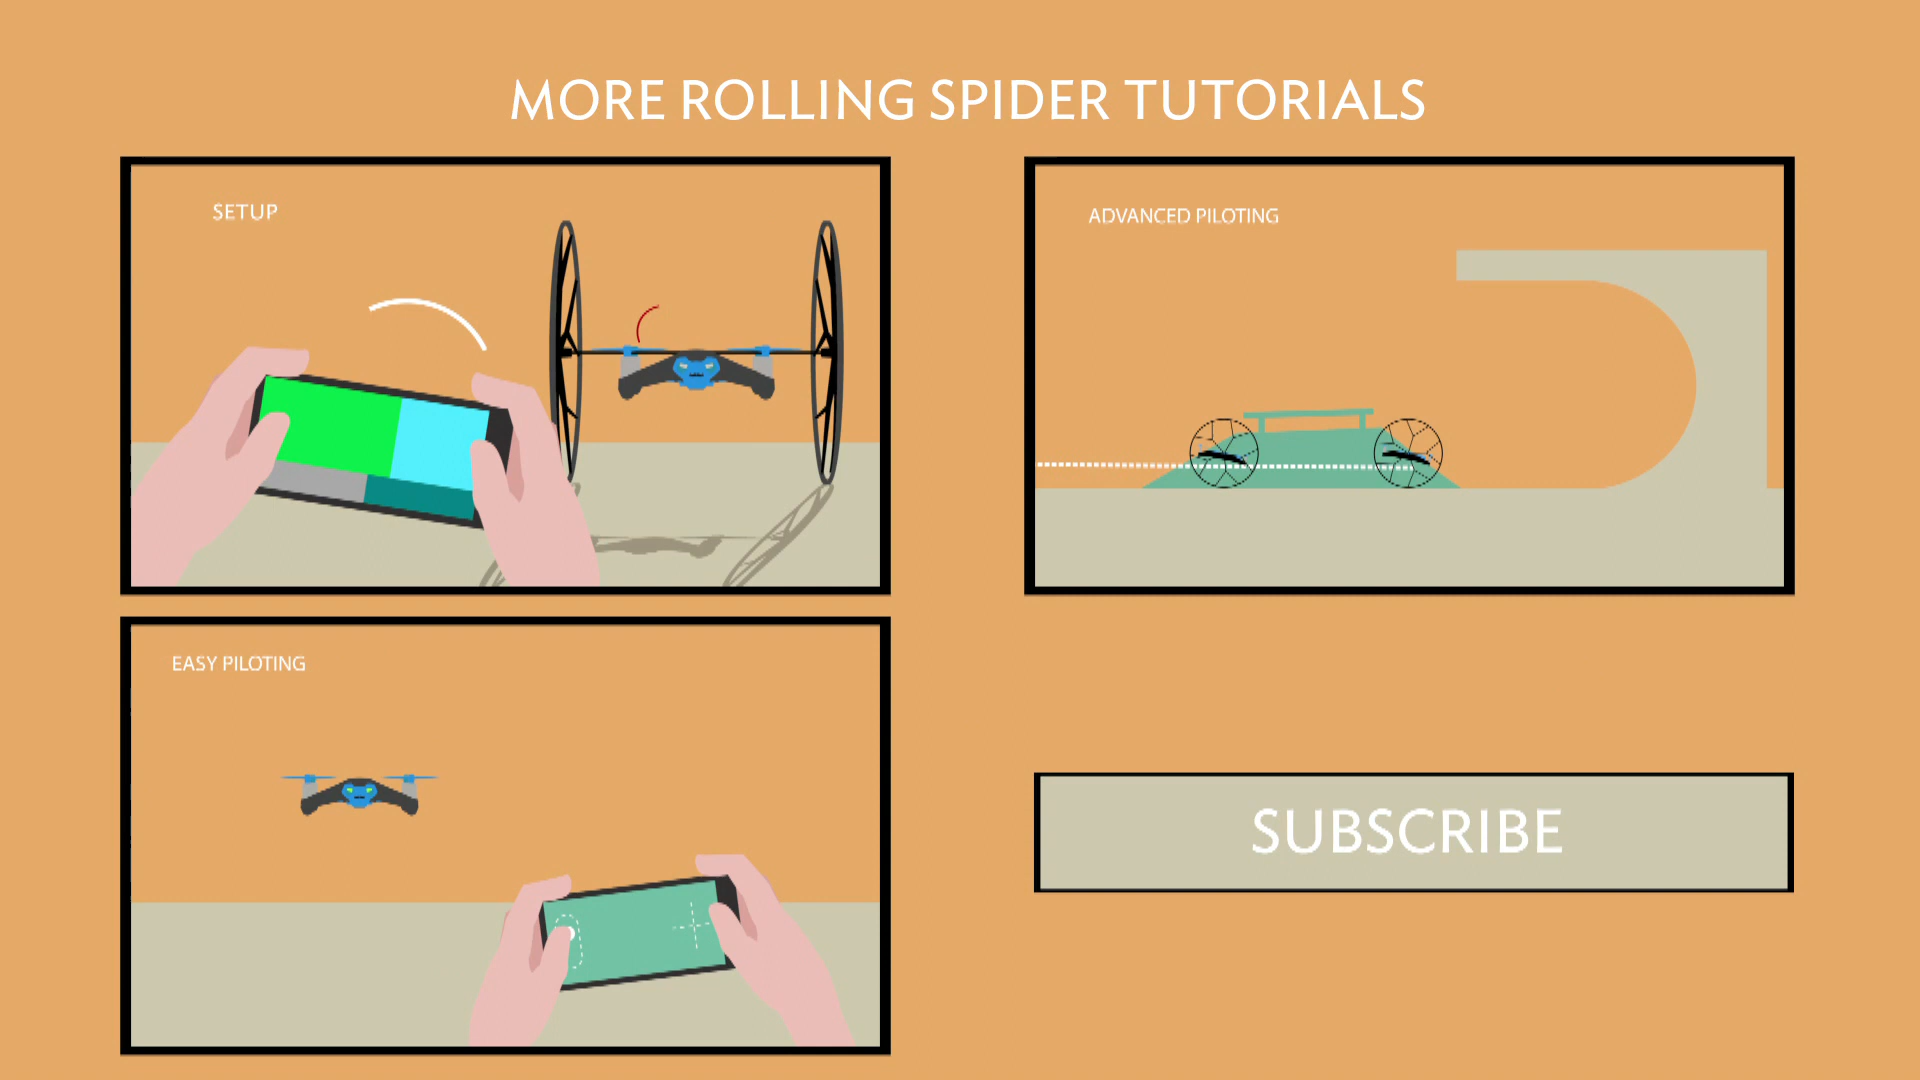 MORE ROLLING SPIDER TUTORIALS
SETUP
ADVANCED PILOTING
EASY PILOTING
SUBSCRIBE